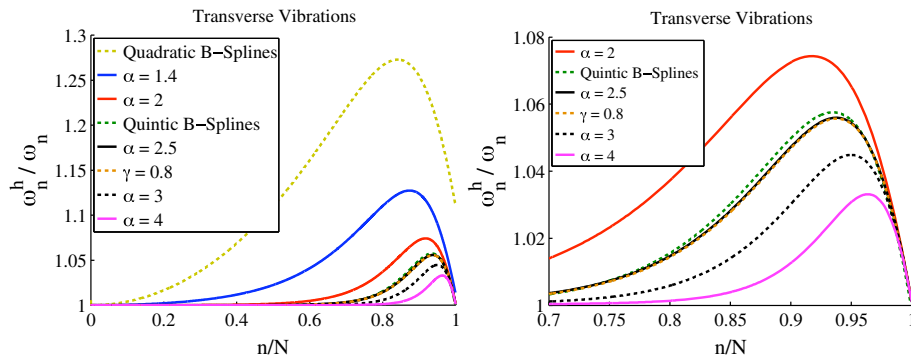 Transverse Vibrations
ω_n^h / ω_n
1.3
1.25
1.2
1.15
1.1
1.05
1
Quadratic B−Splines
α = 1.4
α = 2
Quintic B−Splines
α = 2.5
γ = 0.8
α = 3
α = 4
0 0.2 0.4 0.6 0.8 1
n/N
Transverse Vibrations
ω_n^h / ω_n
1.08
1.06
1.04
1.02
1
α = 2
Quintic B−Splines
α = 2.5
γ = 0.8
α = 3
α = 4
0.7 0.75 0.8 0.85 0.9 0.95 1
n/N